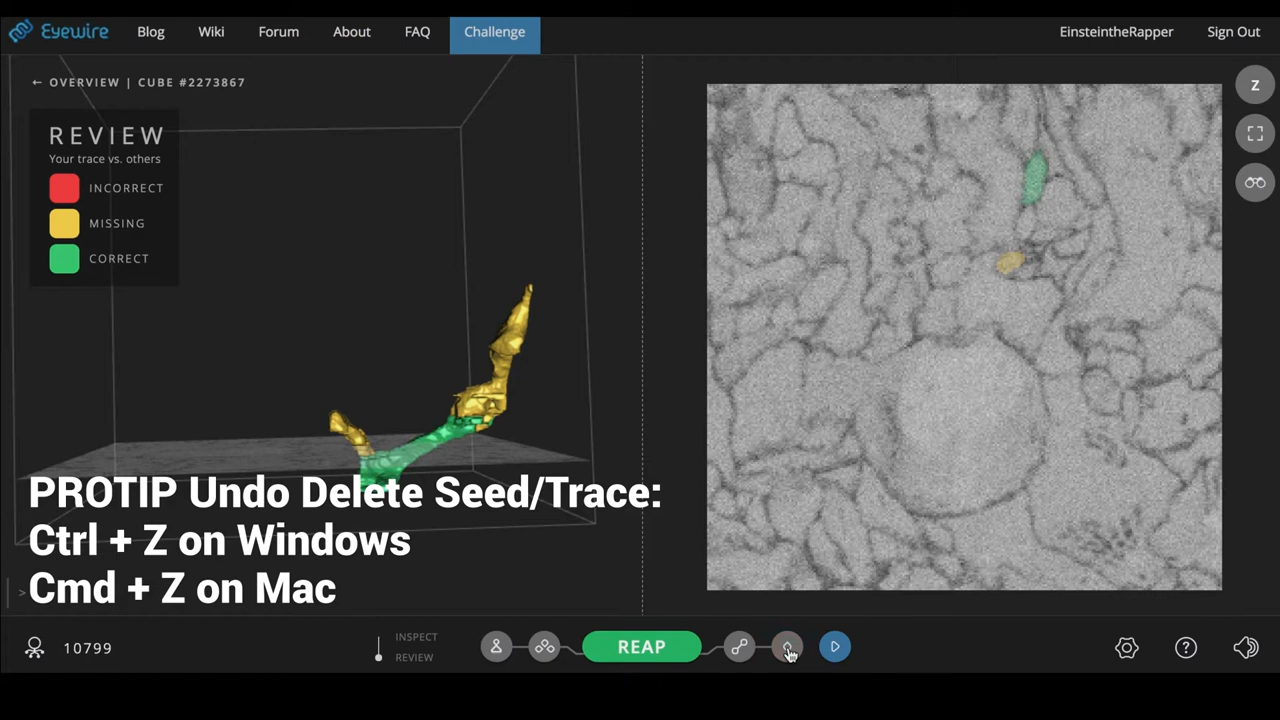 Eyewire Blog Wiki Forum About FAQ Challenge EinsteintheRapper Sign Out
← OVERVIEW | CUBE #2273867
Z
REVIEW
Your trace vs. others
INCORRECT
MISSING
CORRECT
PROTIP Undo Delete Seed/Trace:
Ctrl + Z on Windows
Cmd + Z on Mac
>
10799
INSPECT
REVIEW
REAP
?